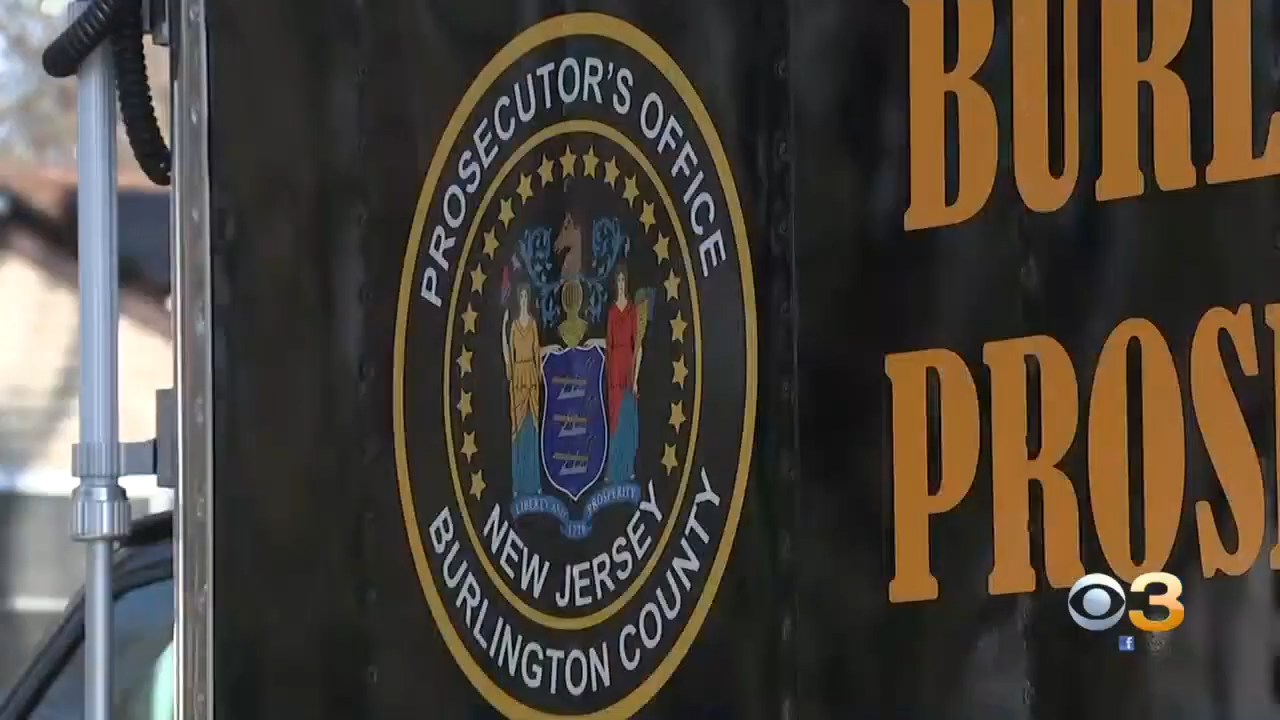 PROSECUTOR'S OFFICE
LIBERTY AND PROSPERITY
1776
NEW JERSEY
BURLINGTON COUNTY
BURL
PROS
3
f